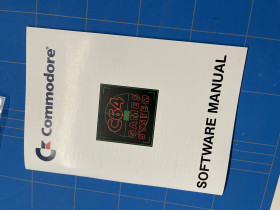 Commodore®
C64
GAMES
SYSTEM
SOFTWARE MANUAL